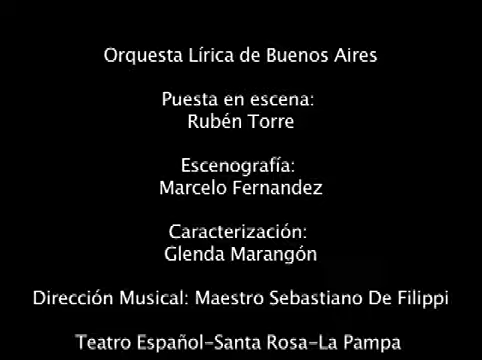 Orquesta Lírica de Buenos Aires
Puesta en escena:
Rubén Torre
Escenografía:
Marcelo Fernandez
Caracterización:
Glenda Marangón
Dirección Musical: Maestro Sebastiano De Filippi
Teatro Español-Santa Rosa-La Pampa